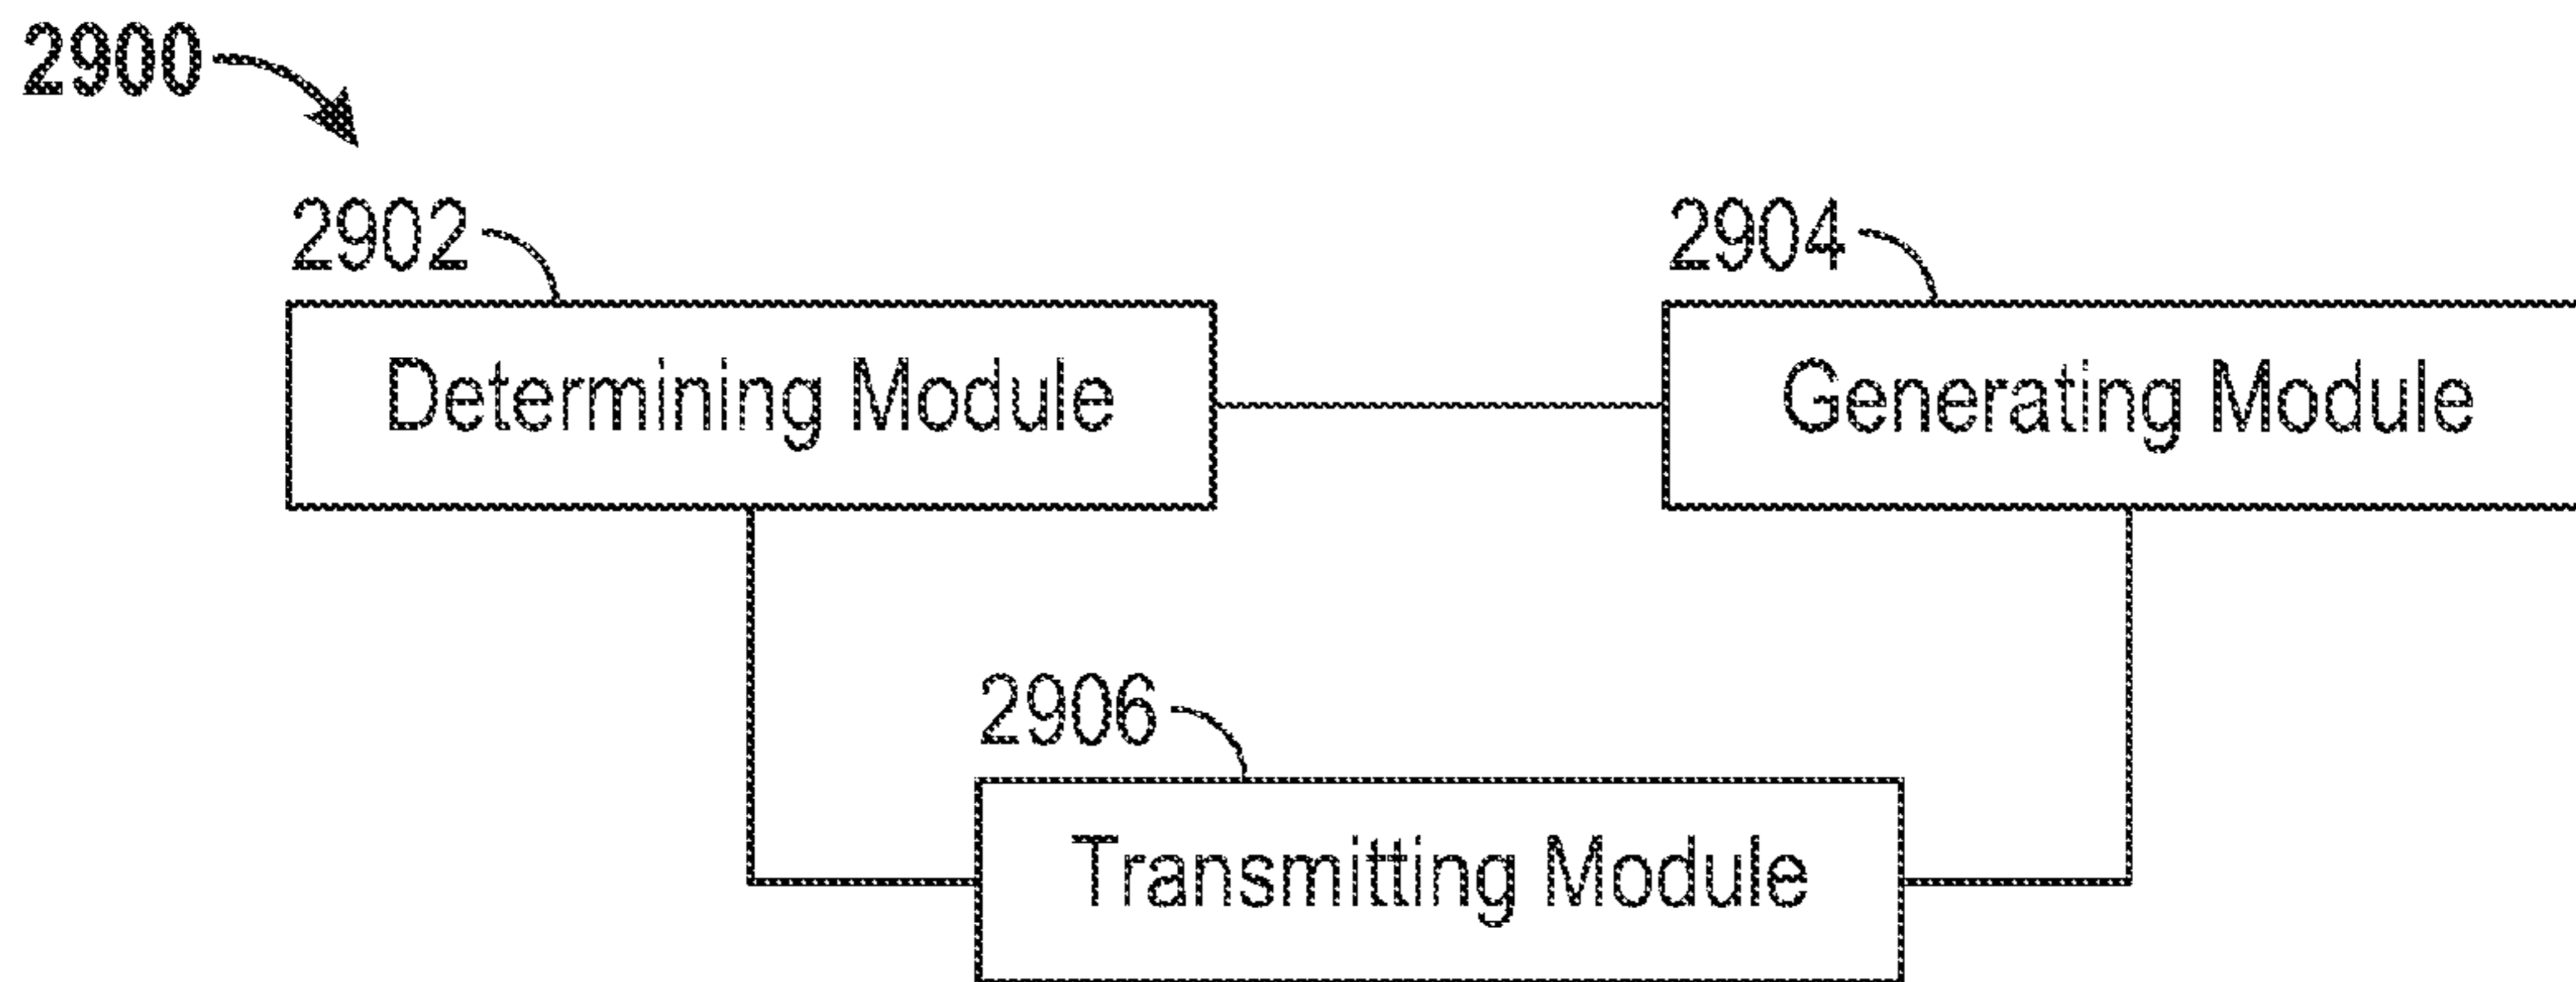 2900
2902
2904
Determining Module
Generating Module
2906
Transmitting Module